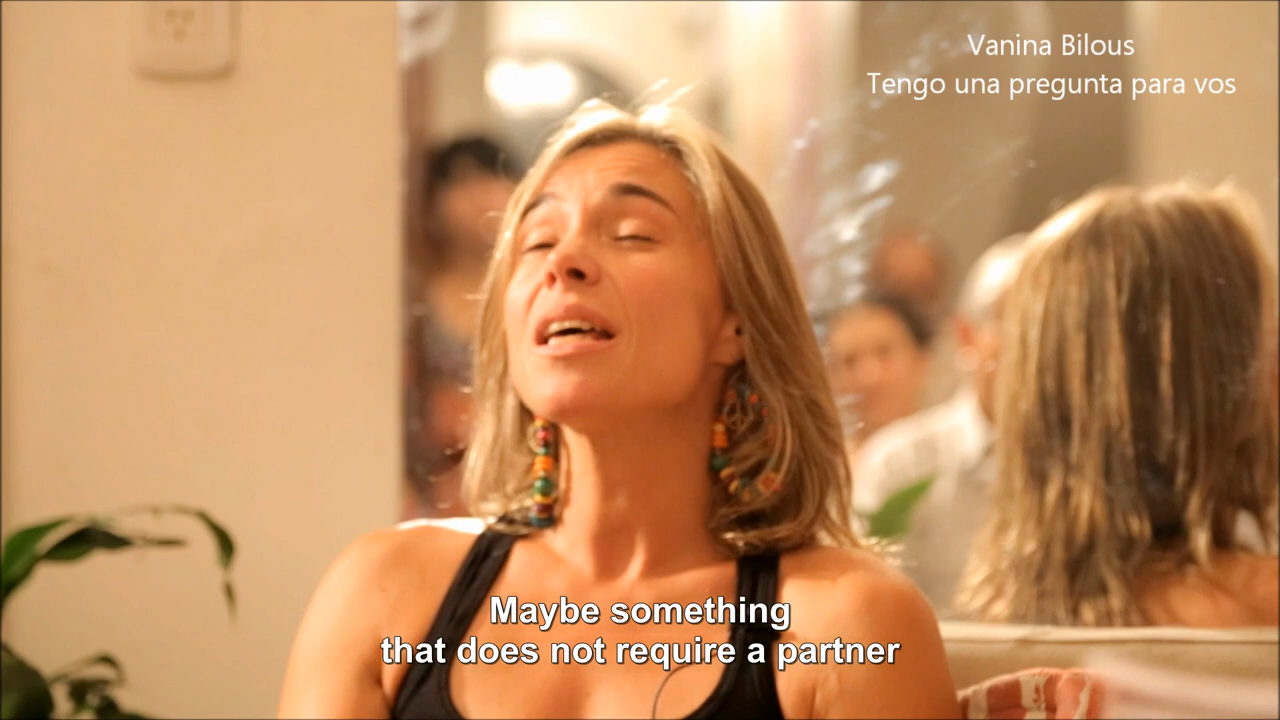 Vanina Bilous
Tengo una pregunta para vos
Maybe something
that does not require a partner